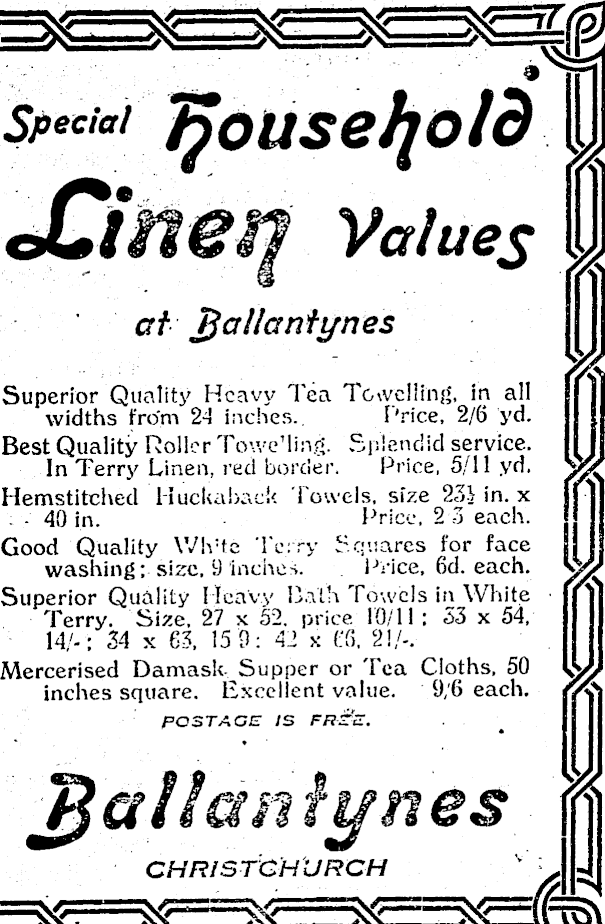 Special Household
Linen Values
at Ballantynes
Superior Quality Heavy Tea Towelling, in all
widths from 24 inches. Price, 2/6 yd.
Best Quality Roller Towelling. Splendid service.
In Terry Linen, red border. Price, 5/11 yd.
Hemstitched Huckaback Towels, size 23½ in. x
40 in. Price, 2/3 each.
Good Quality White Terry Squares for face
washing; size, 9 inches. Price, 6d. each.
Superior Quality Heavy Bath Towels in White
Terry. Size, 27 x 52, price 10/11; 33 x 54,
14/-; 34 x 63, 15/9; 42 x 66, 21/-.
Mercerised Damask Supper or Tea Cloths, 50
inches square. Excellent value. 9/6 each.
POSTAGE IS FREE.
Ballantynes
CHRISTCHURCH